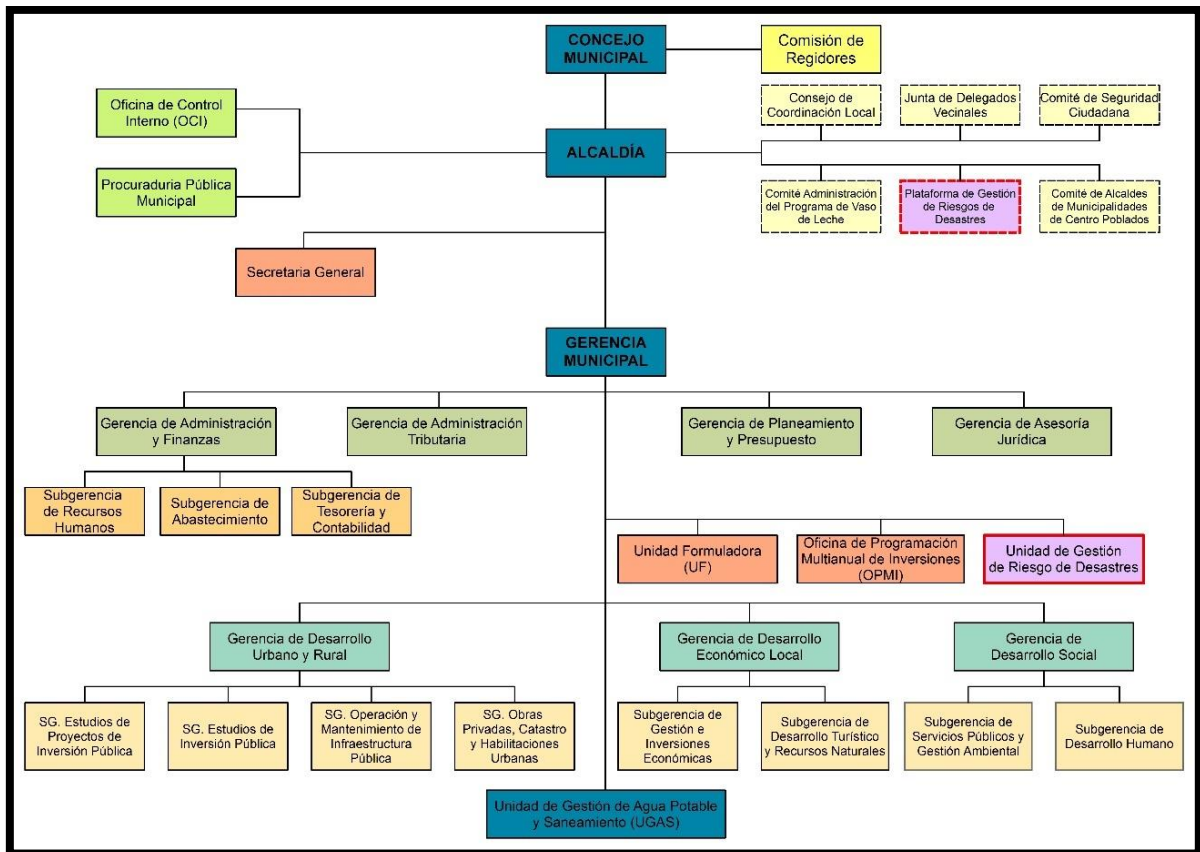 CONCEJO
MUNICIPAL
Comisión de
Regidores
Oficina de Control
Interno (OCI)
Consejo de
Coordinación Local
Junta de Delegados
Vecinales
Comité de Seguridad
Ciudadana
ALCALDÍA
Procuraduria Pública
Municipal
Comité Administración
del Programa de Vaso
de Leche
Plataforma de Gestión
de Riesgos de
Desastres
Comité de Alcaldes
de Municipalidades
de Centro Poblados
Secretaria General
GERENCIA
MUNICIPAL
Gerencia de Administración
y Finanzas
Gerencia de Administración
Tributaria
Gerencia de Planeamiento
y Presupuesto
Gerencia de Asesoría
Jurídica
Subgerencia
de Recursos
Humanos
Subgerencia de
Abastecimiento
Subgerencia de
Tesorería y
Contabilidad
Unidad Formuladora
(UF)
Oficina de Programación
Multianual de Inversiones
(OPMI)
Unidad de Gestión
de Riesgo de Desastres
Gerencia de Desarrollo
Urbano y Rural
Gerencia de Desarrollo
Económico Local
Gerencia de
Desarrollo Social
SG. Estudios de
Proyectos de
Inversión Pública
SG. Estudios de
Inversión Pública
SG. Operación y
Mantenimiento de
Infraestructura
Pública
SG. Obras
Privadas, Catastro
y Habilitaciones
Urbanas
Subgerencia de
Gestión e
Inversiones
Económicas
Subgerencia de
Desarrollo Turístico
y Recursos Naturales
Subgerencia de
Servicios Públicos y
Gestión Ambiental
Subgerencia de
Desarrollo Humano
Unidad de Gestión de Agua Potable
y Saneamiento (UGAS)